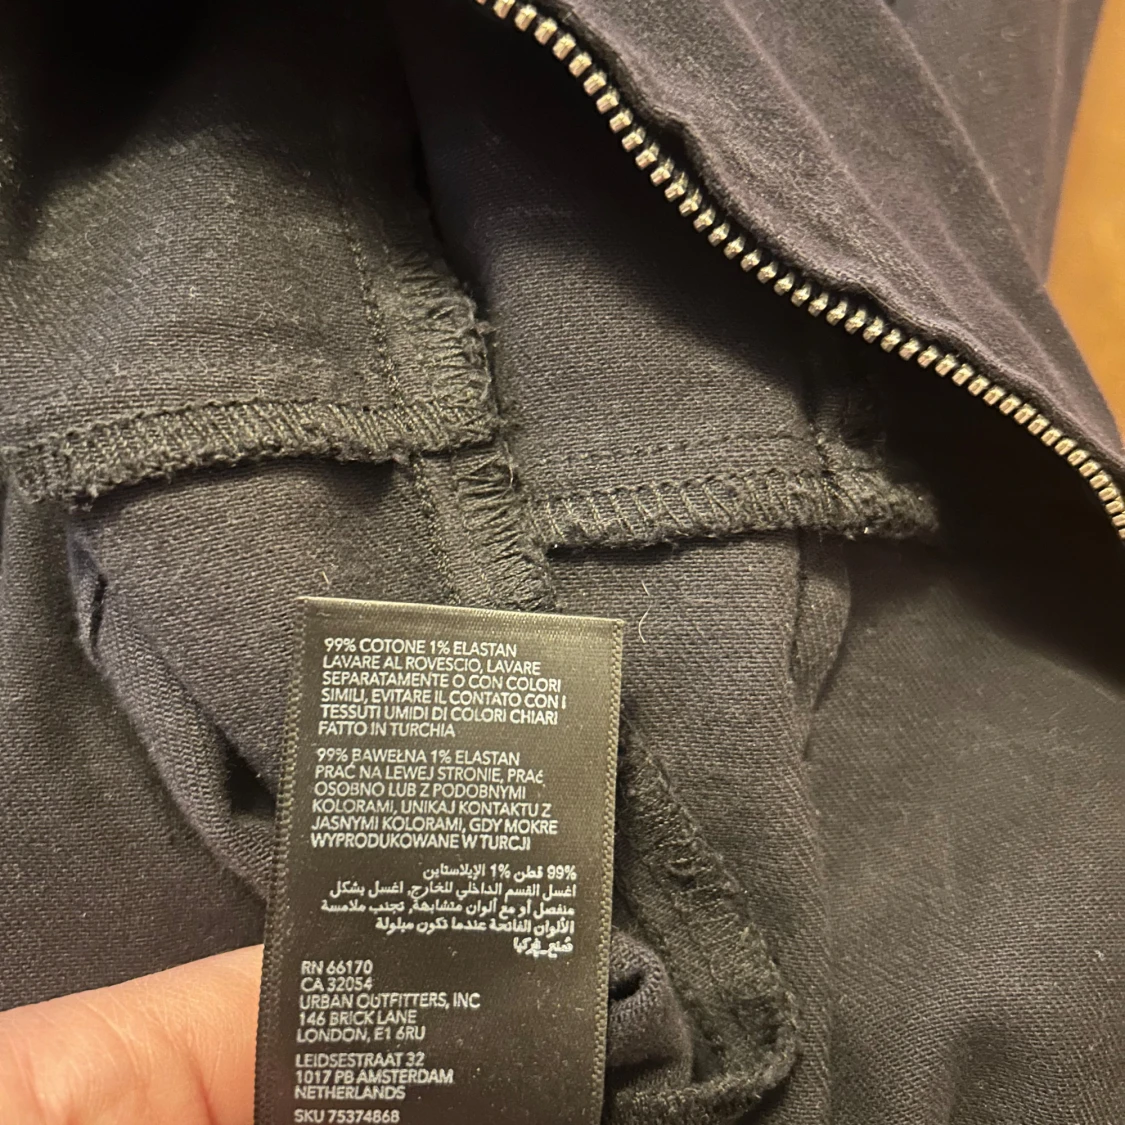 99% COTONE 1% ELASTAN
LAVARE AL ROVESCIO, LAVARE
SEPARATAMENTE O CON COLORI
SIMILI, EVITARE IL CONTATO CON I
TESSUTI UMIDI DI COLORI CHIARI
FATTO IN TURCHIA
99% BAWEŁNA 1% ELASTAN
PRAĆ NA LEWEJ STRONIE, PRAĆ
OSOBNO LUB Z PODOBNYMI
KOLORAMI, UNIKAJ KONTAKTU Z
JASNYMI KOLORAMI, GDY MOKRE
WYPRODUKOWANE W TURCJI
99% قطن 1% الإيلاستاين
اغسل القسم الداخلي للخارج, اغسل بشكل
منفصل أو مع ألوان متشابهة, تجنب ملامسة
الألوان الفاتحة عندما تكون مبلولة
صُنع في تركيا
RN 66170
CA 32054
URBAN OUTFITTERS, INC
146 BRICK LANE
LONDON, E1 6RU
LEIDSESTRAAT 32
1017 PB AMSTERDAM
NETHERLANDS
SKU 75374868